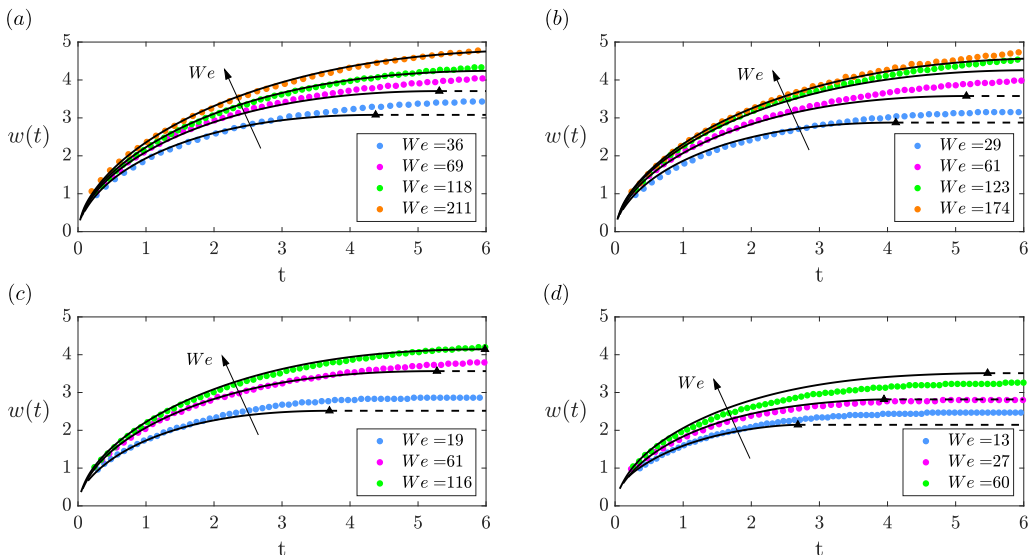 (a)
5
4
3
2
1
0
w(t)
We
We =36
We =69
We =118
We =211
0 1 2 3 4 5 6
t
(b)
5
4
3
2
1
0
w(t)
We
We =29
We =61
We =123
We =174
0 1 2 3 4 5 6
t
(c)
5
4
3
2
1
0
w(t)
We
We =19
We =61
We =116
0 1 2 3 4 5 6
t
(d)
5
4
3
2
1
0
w(t)
We
We =13
We =27
We =60
0 1 2 3 4 5 6
t